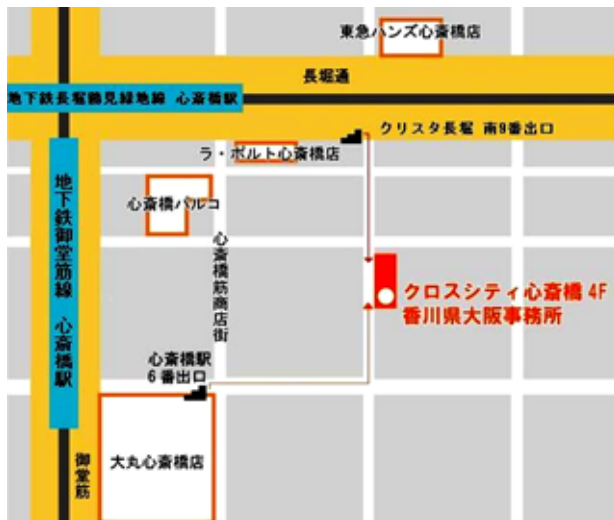 東急ハンズ心斎橋店
長堀通
地下鉄長堀鶴見緑地線 心斎橋駅
クリスタ長堀 南9番出口
ラ・ポルト心斎橋店
心斎橋パルコ
地下鉄御堂筋線 心斎橋駅
心斎橋筋商店街
クロスシティ心斎橋 4F
香川県大阪事務所
心斎橋駅
6番出口
大丸心斎橋店
御堂筋